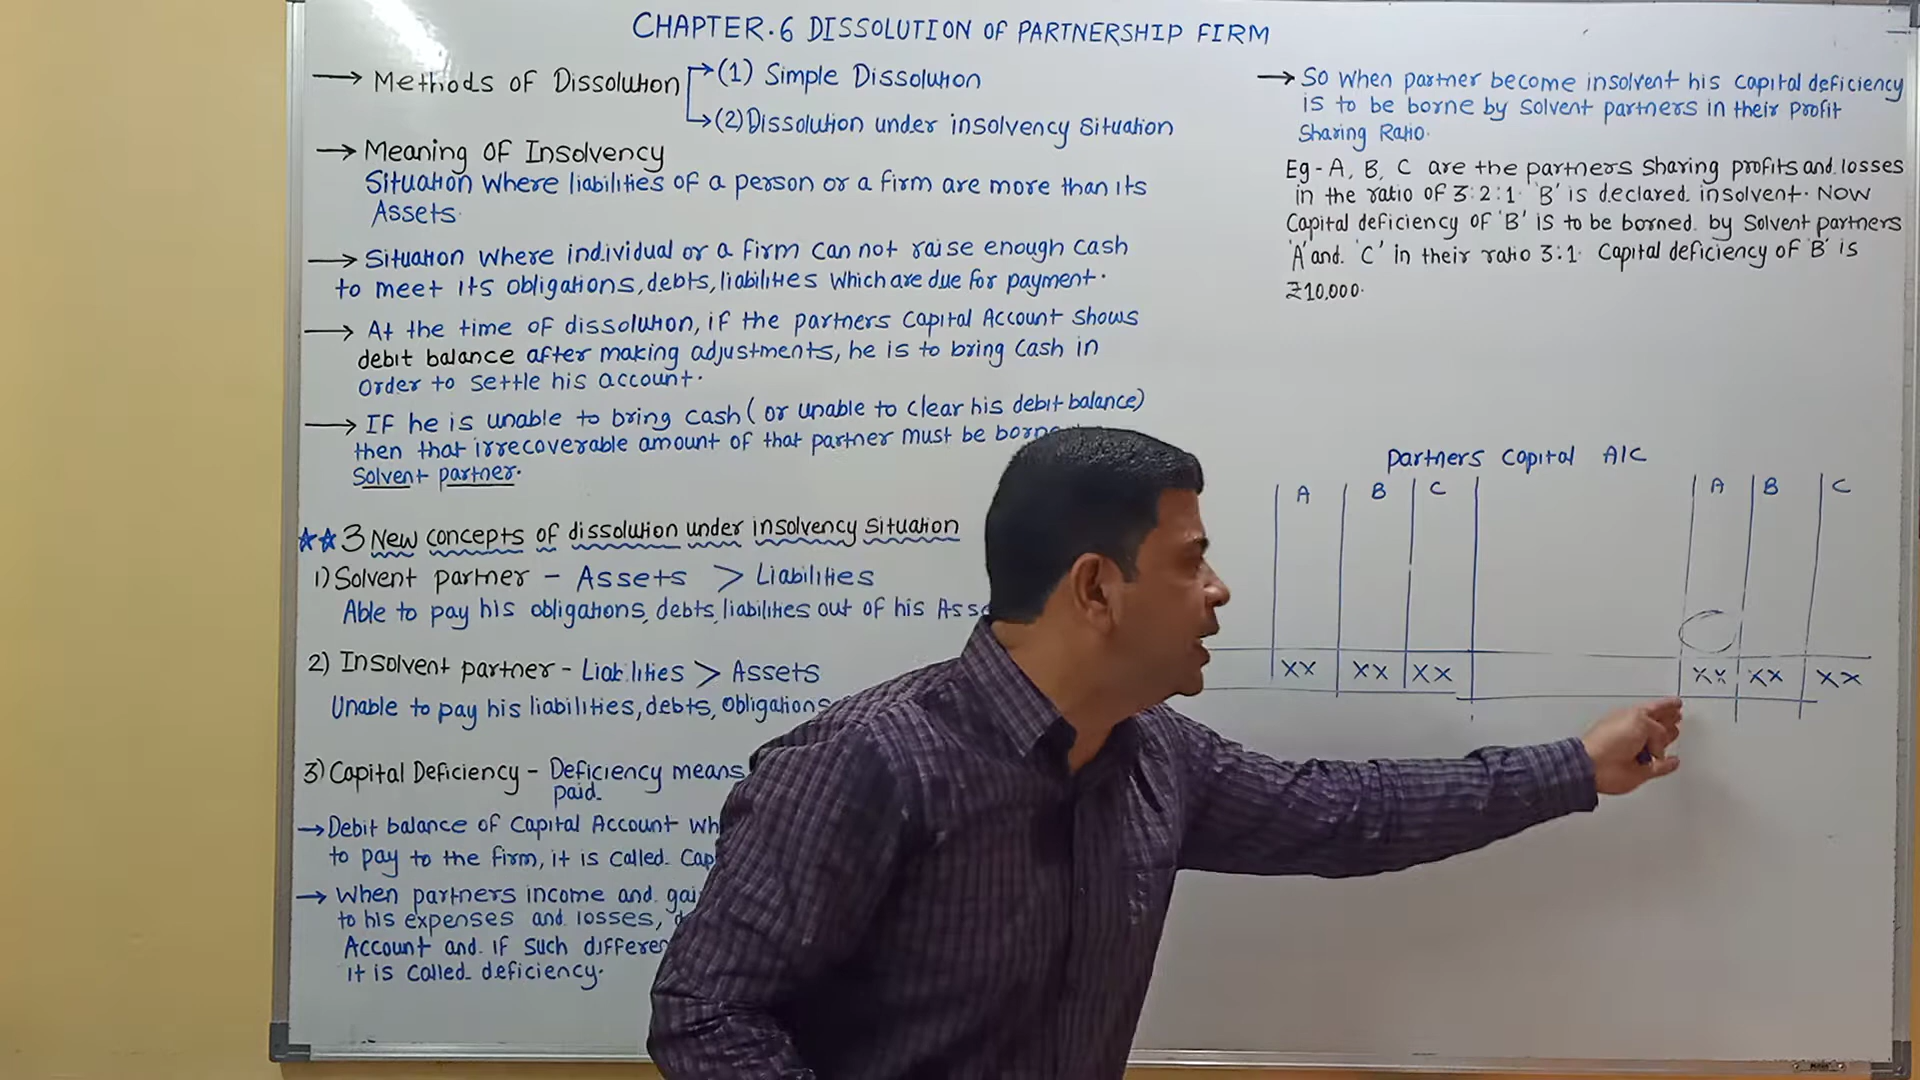 CHAPTER.6 DISSOLUTION OF PARTNERSHIP FIRM
→ Methods of Dissolution → (1) Simple Dissolution
→ (2) Dissolution under insolvency Situation
→ Meaning OF Insolvency
Situation Where liabilities of a person or a firm are more than its
Assets.
→ Situation where individual or a firm can not raise enough cash
to meet its obligations, debts, liabilities which are due for payment.
→ At the time of dissolution, if the partners Capital Account shows
debit balance after making adjustments, he is to bring cash in
order to settle his account.
→ IF he is unable to bring cash (or unable to clear his debit balance)
then that irrecoverable amount of that partner must be
Solvent partner.
★★3 New concepts of dissolution under insolvency Situation
1) Solvent partner - Assets > Liabilities
Able to pay his obligations, debts, liabilities out of his
2) Insolvent partner - Liabilities > Assets
Unable to pay his liabilities, debts, obligations
3) Capital Deficiency - Deficiency means
paid
→ Debit balance of Capital Account
to pay to the firm, it is called
→ When partners income and
to his expenses and losses,
Account and if such
it is called deficiency.
→ So when partner become insolvent his capital deficiency
is to be borne by solvent partners in their profit
Sharing Ratio.
Eg - A, B, C are the partners sharing profits and losses
in the ratio of 3:2:1. 'B' is declared insolvent. Now
Capital deficiency of 'B' is to be borned by Solvent partners
'A' and 'C' in their ratio 3:1. Capital deficiency of 'B' is
₹10,000.
Partners Capital A/C
A B C A B C
XX XX XX XX XX XX